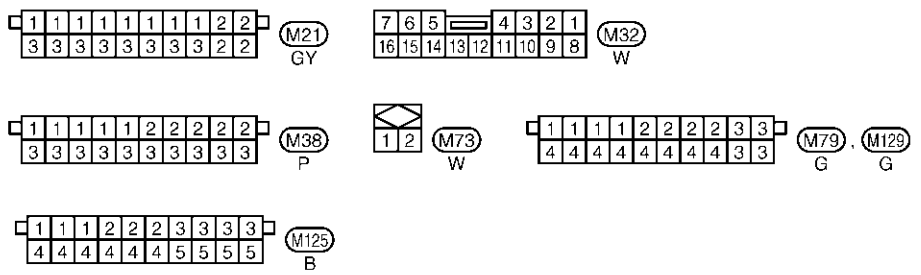 1 1 1 1 1 1 1 1 2 2
3 3 3 3 3 3 3 3 2 2
M21
GY
7 6 5 4 3 2 1
16 15 14 13 12 11 10 9 8
M32
W
1 1 1 1 1 2 2 2 2 2
3 3 3 3 3 3 3 3 3 3
M38
P
1 2
M73
W
1 1 1 1 2 2 2 2 3 3
4 4 4 4 4 4 4 4 3 3
M79 , M129
G G
1 1 1 2 2 2 3 3 3 3
4 4 4 4 4 4 5 5 5 5
M125
B